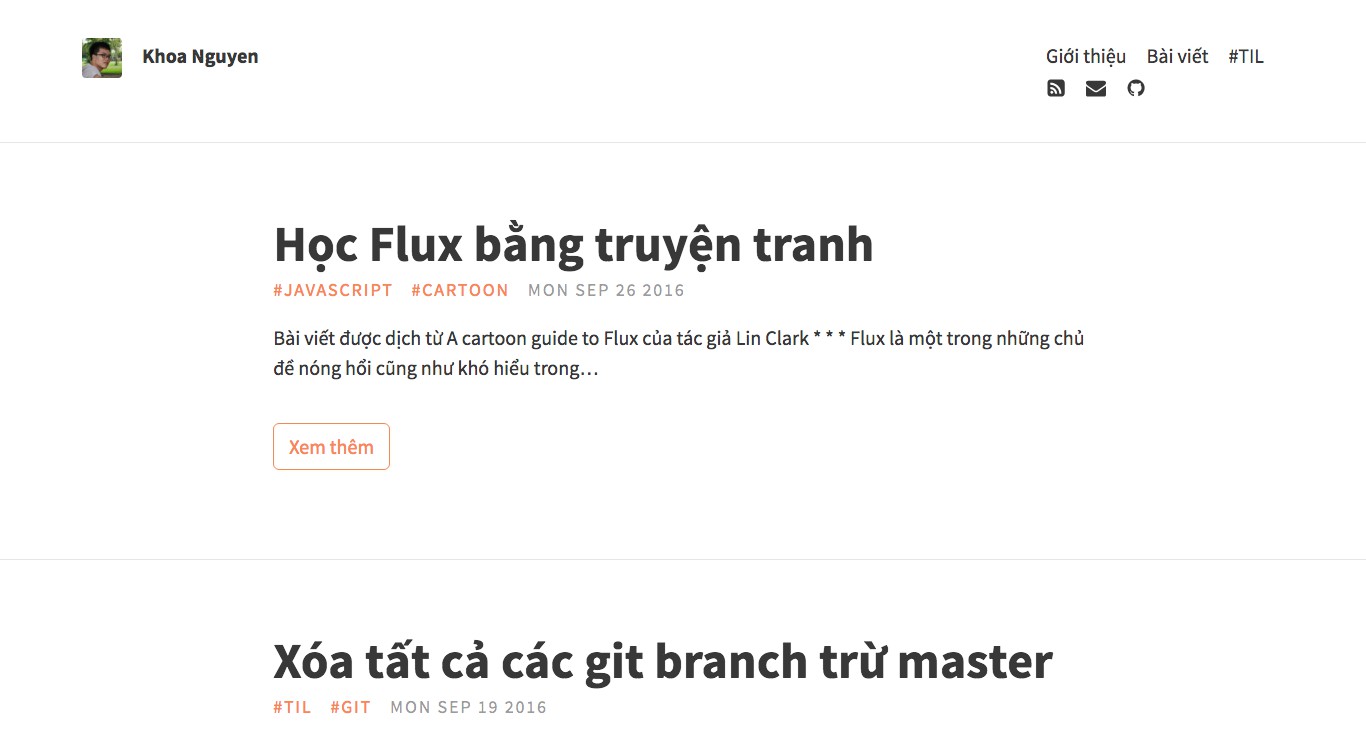 Khoa Nguyen
Giới thiệu Bài viết #TIL
Học Flux bằng truyện tranh
#JAVASCRIPT #CARTOON MON SEP 26 2016
Bài viết được dịch từ A cartoon guide to Flux của tác giả Lin Clark * * * Flux là một trong những chủ
đề nóng hổi cũng như khó hiểu trong…
Xem thêm
Xóa tất cả các git branch trừ master
#TIL #GIT MON SEP 19 2016